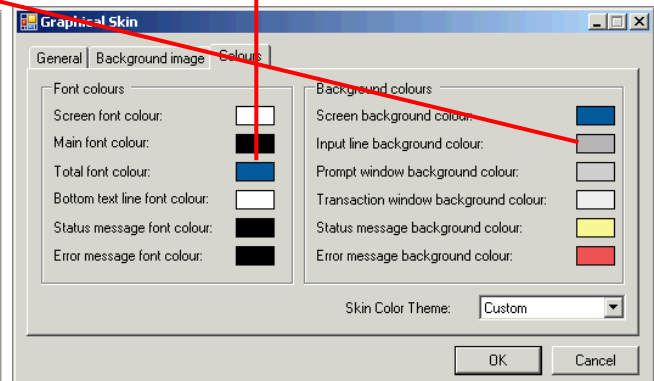 Graphical Skin
General Background image Colours
Font colours
Screen font colour:
Main font colour:
Total font colour:
Bottom text line font colour:
Status message font colour:
Error message font colour:
Background colours
Screen background colour:
Input line background colour:
Prompt window background colour:
Transaction window background colour:
Status message background colour:
Error message background colour:
Skin Color Theme: Custom
OK Cancel